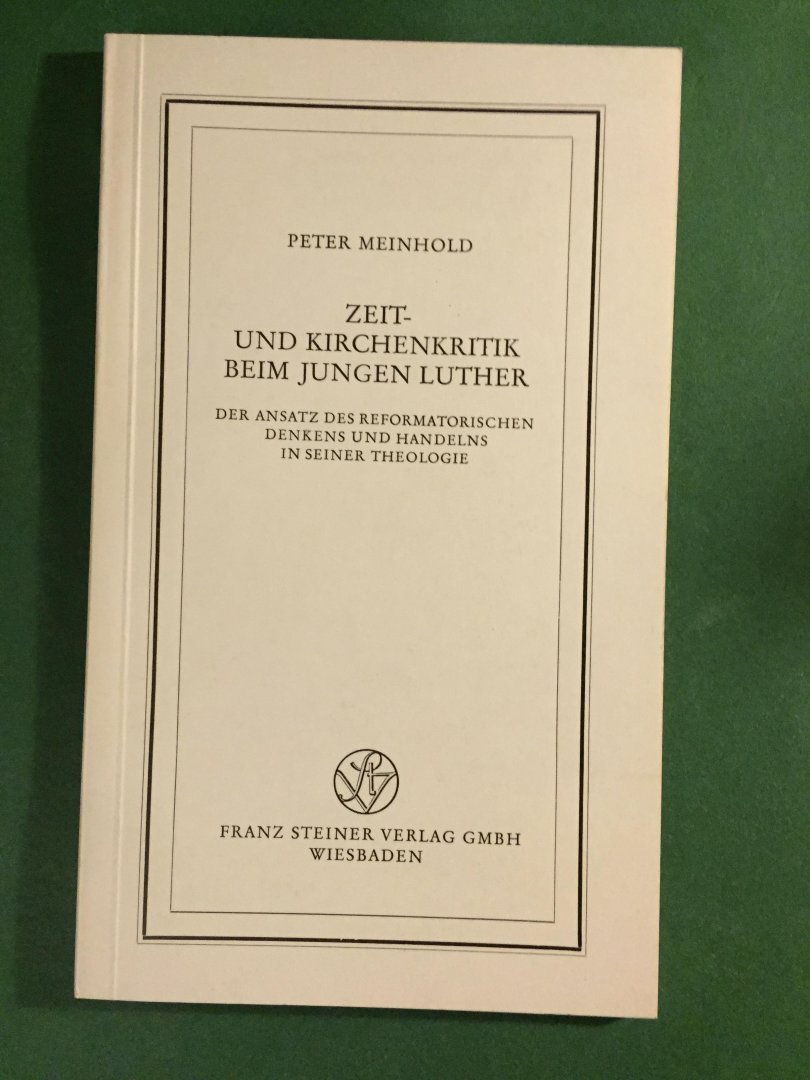 PETER MEINHOLD
ZEIT-
UND KIRCHENKRITIK
BEIM JUNGEN LUTHER
DER ANSATZ DES REFORMATORISCHEN
DENKENS UND HANDELNS
IN SEINER THEOLOGIE
FRANZ STEINER VERLAG GMBH
WIESBADEN